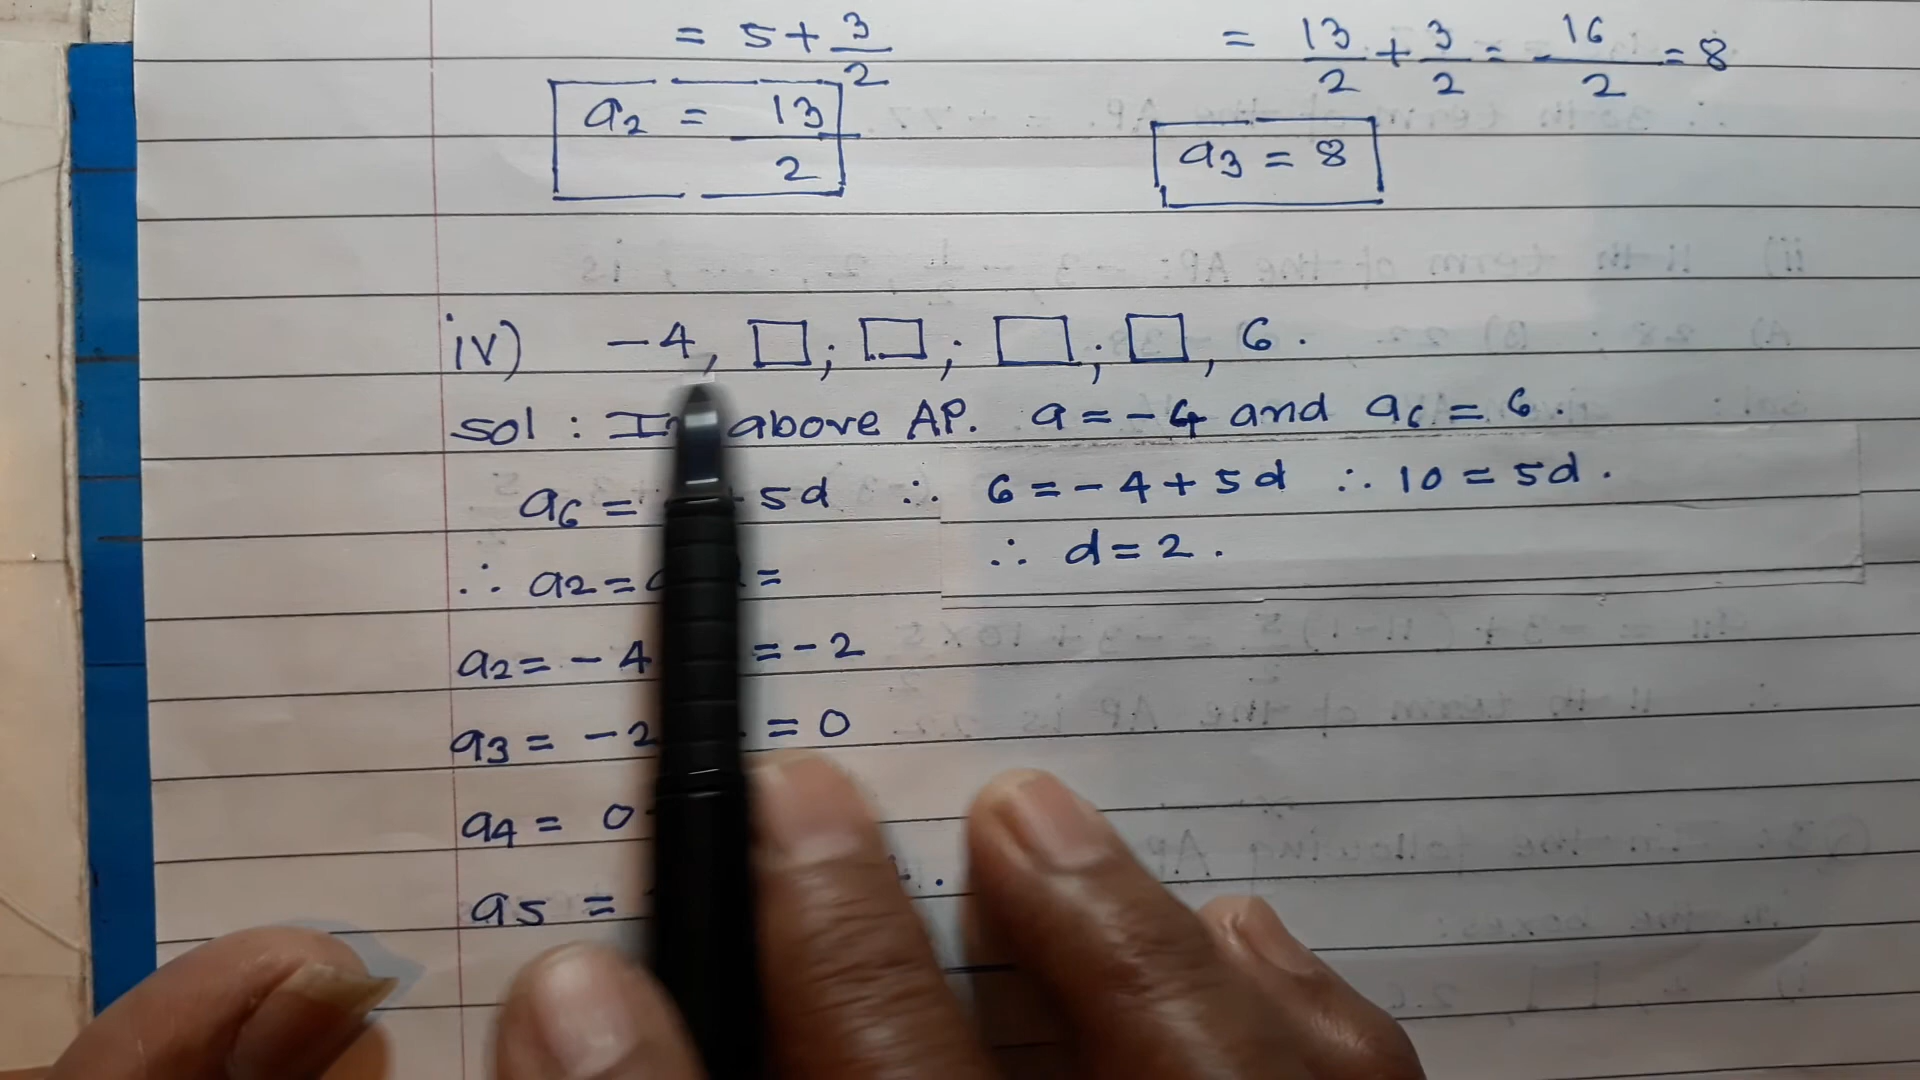 = 5 + 3/2
= 13/2 + 3/2 = 16/2 = 8
a2 = 13/2
a3 = 8
iv) -4, □; □; □; □, 6.
Sol: above AP. a = -4 and a6 = 6.
a6 = 5d ∴ 6 = -4 + 5d ∴ 10 = 5d.
∴ d = 2.
∴ a2 = =
a2 = -4 = -2
a3 = -2 = 0
a4 = 0
a5 =